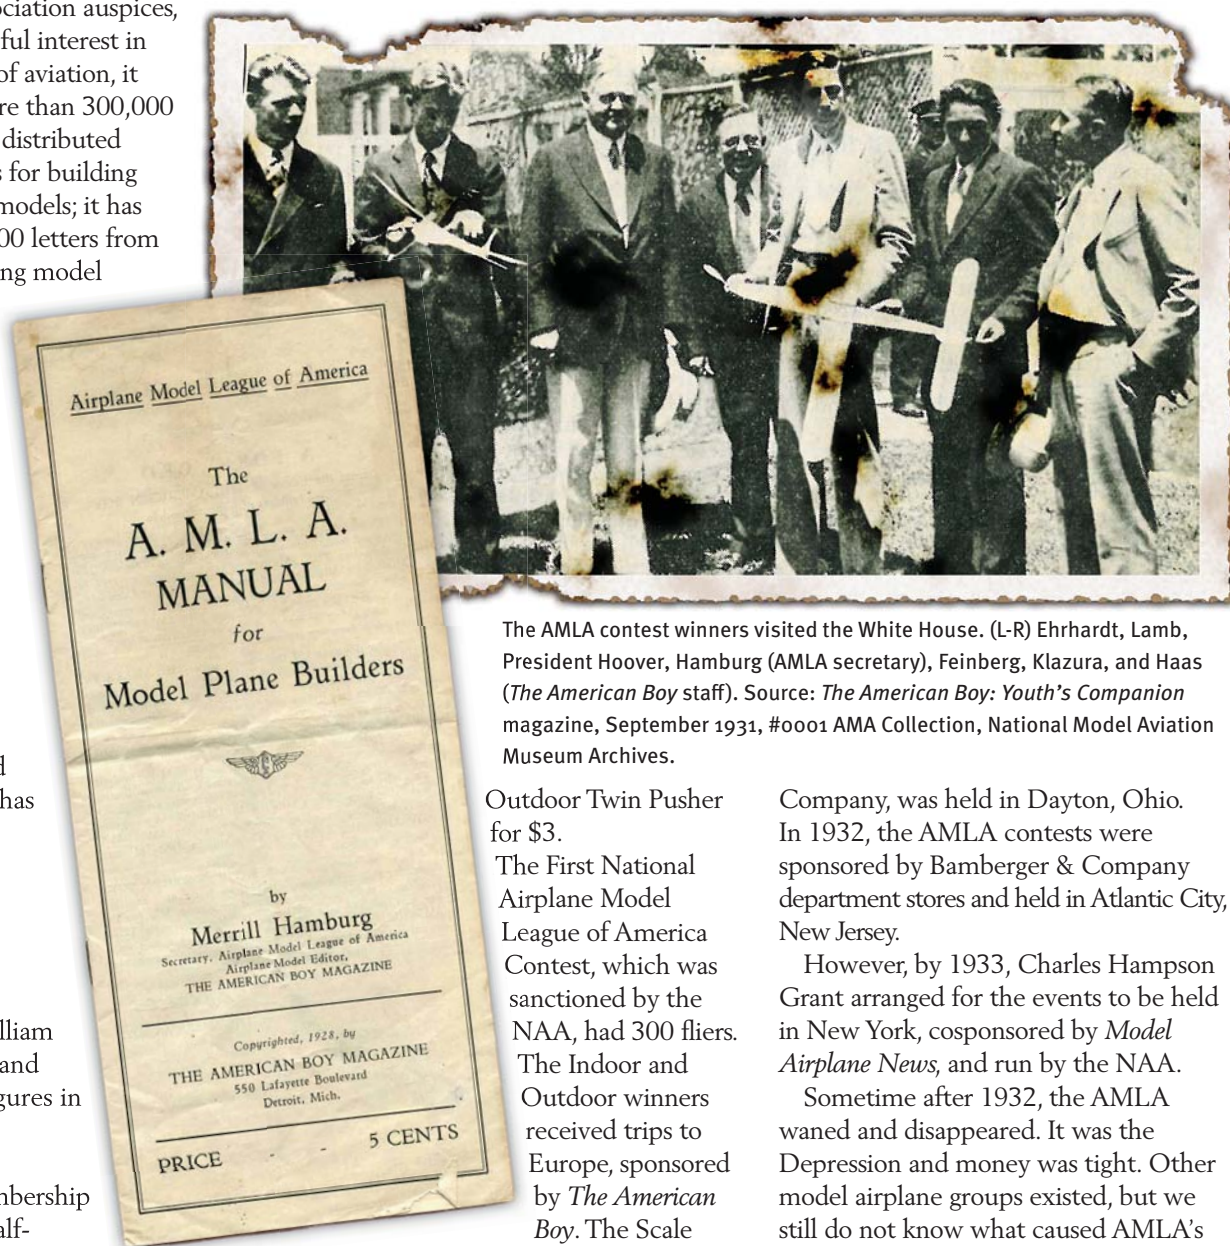 ociation auspices,
ful interest in
of aviation, it
re than 300,000
distributed
s for building
models; it has
00 letters from
ng model
d
has
lliam
and
gures in
nbership
alf-
Airplane Model League of America
The
A. M. L. A.
MANUAL
for
Model Plane Builders
by
Merrill Hamburg
Secretary, Airplane Model League of America
Airplane Model Editor,
THE AMERICAN BOY MAGAZINE
Copyrighted, 1928, by
THE AMERICAN BOY MAGAZINE
550 Lafayette Boulevard
Detroit, Mich.
PRICE - - 5 CENTS
The AMLA contest winners visited the White House. (L-R) Ehrhardt, Lamb,
President Hoover, Hamburg (AMLA secretary), Feinberg, Klazura, and Haas
(The American Boy staff). Source: The American Boy: Youth's Companion
magazine, September 1931, #0001 AMA Collection, National Model Aviation
Museum Archives.
Outdoor Twin Pusher
for $3.
The First National
Airplane Model
League of America
Contest, which was
sanctioned by the
NAA, had 300 fliers.
The Indoor and
Outdoor winners
received trips to
Europe, sponsored
by The American
Boy. The Scale
Company, was held in Dayton, Ohio.
In 1932, the AMLA contests were
sponsored by Bamberger & Company
department stores and held in Atlantic City,
New Jersey.
However, by 1933, Charles Hampson
Grant arranged for the events to be held
in New York, cosponsored by Model
Airplane News, and run by the NAA.
Sometime after 1932, the AMLA
waned and disappeared. It was the
Depression and money was tight. Other
model airplane groups existed, but we
still do not know what caused AMLA's